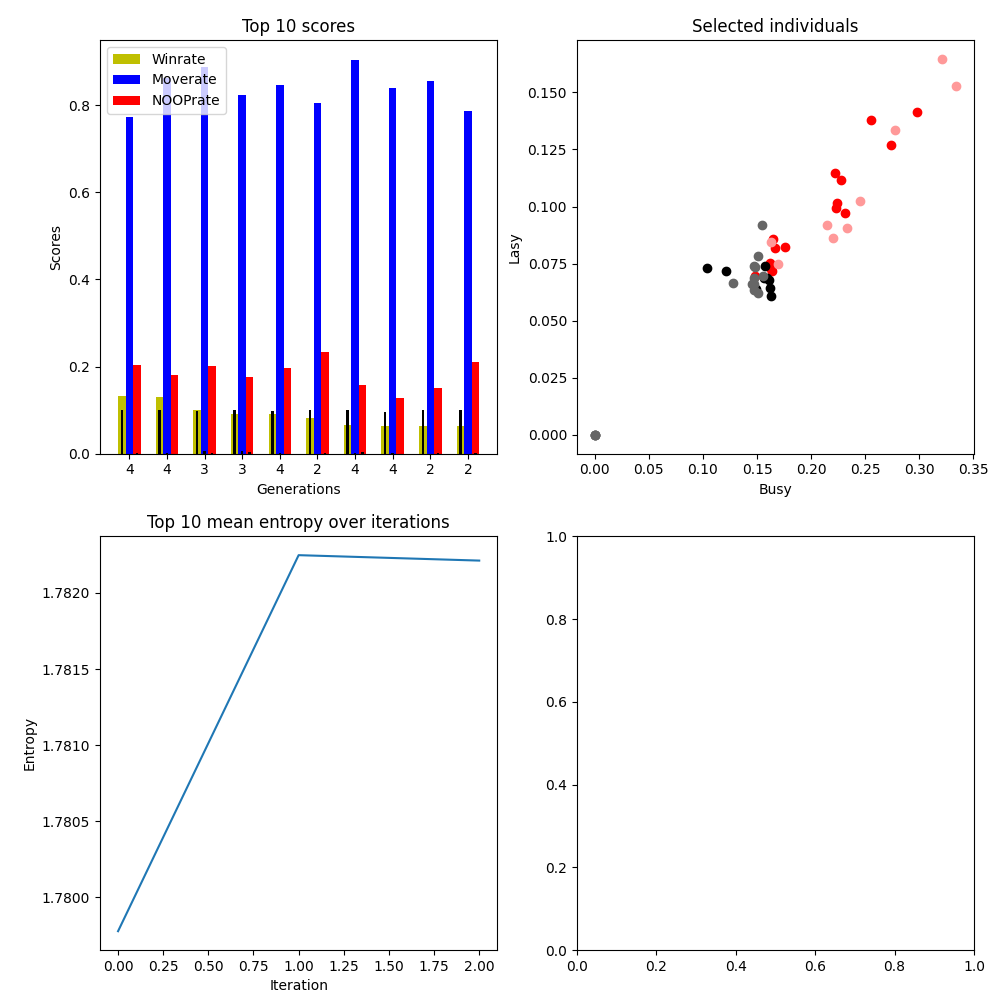 Top 10 scores
Winrate
Moverate
NOOPrate
0.8
0.6
0.4
0.2
0.0
Scores
4 4 3 3 4 2 4 4 2 2
Generations
Selected individuals
0.150
0.125
0.100
0.075
0.050
0.025
0.000
Lasy
0.00 0.05 0.10 0.15 0.20 0.25 0.30 0.35
Busy
Top 10 mean entropy over iterations
1.7820
1.7815
1.7810
1.7805
1.7800
Entropy
0.00 0.25 0.50 0.75 1.00 1.25 1.50 1.75 2.00
Iteration
1.0
0.8
0.6
0.4
0.2
0.0
0.0 0.2 0.4 0.6 0.8 1.0